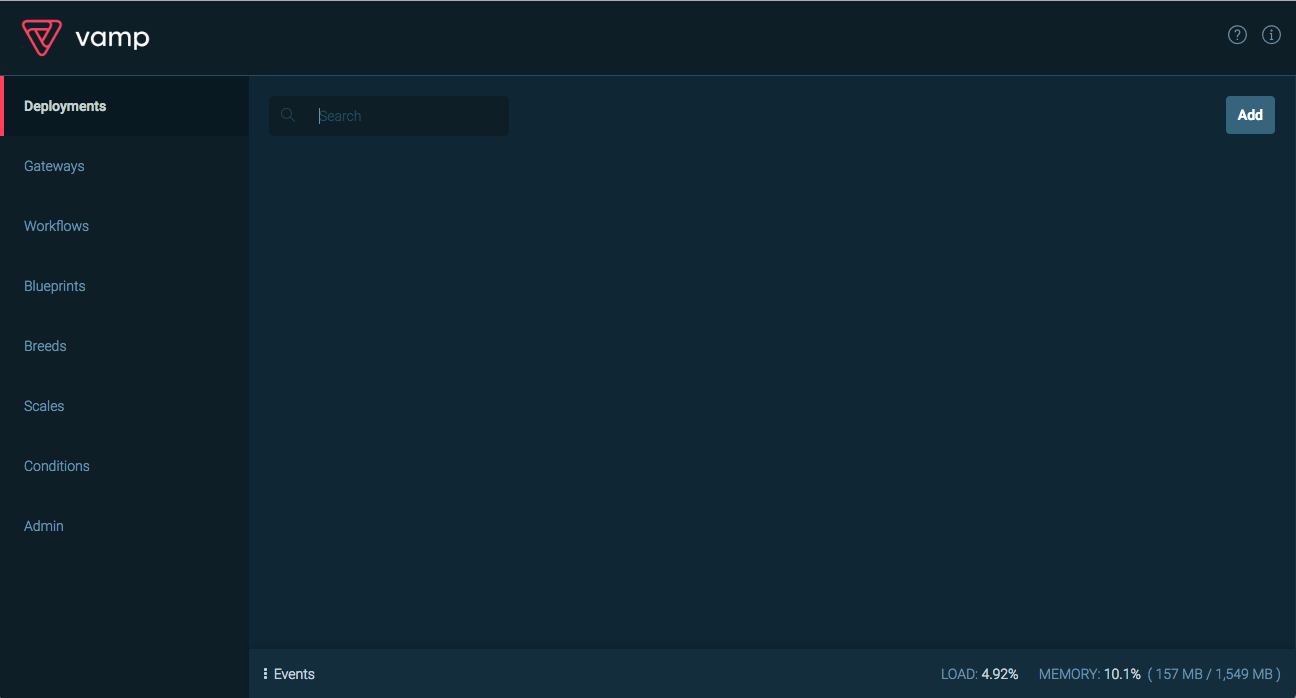 vamp
Deployments
Gateways
Workflows
Blueprints
Breeds
Scales
Conditions
Admin
Search
Add
Events
LOAD: 4.92% MEMORY: 10.1% ( 157 MB / 1,549 MB )